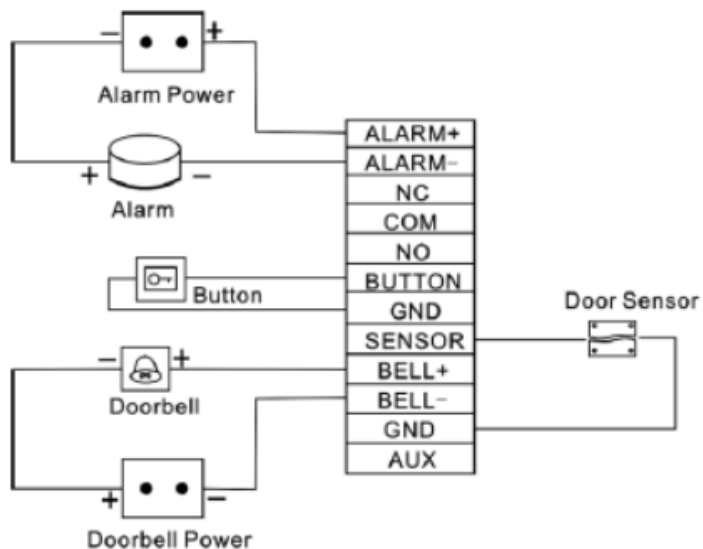 − +
Alarm Power
+ −
Alarm
Button
− +
Doorbell
+ −
Doorbell Power
ALARM+
ALARM−
NC
COM
NO
BUTTON
GND
SENSOR
BELL+
BELL−
GND
AUX
Door Sensor